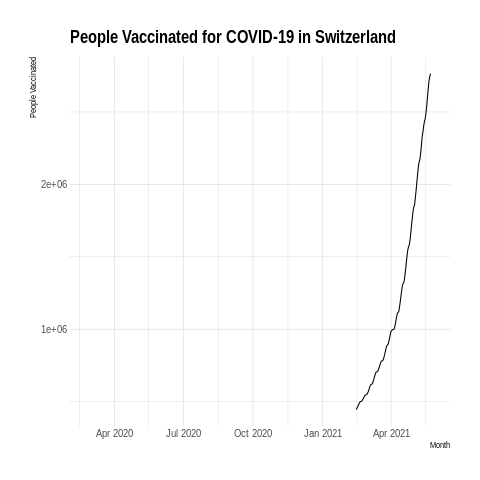 People Vaccinated for COVID-19 in Switzerland
People Vaccinated
2e+06
1e+06
Apr 2020 Jul 2020 Oct 2020 Jan 2021 Apr 2021
Month